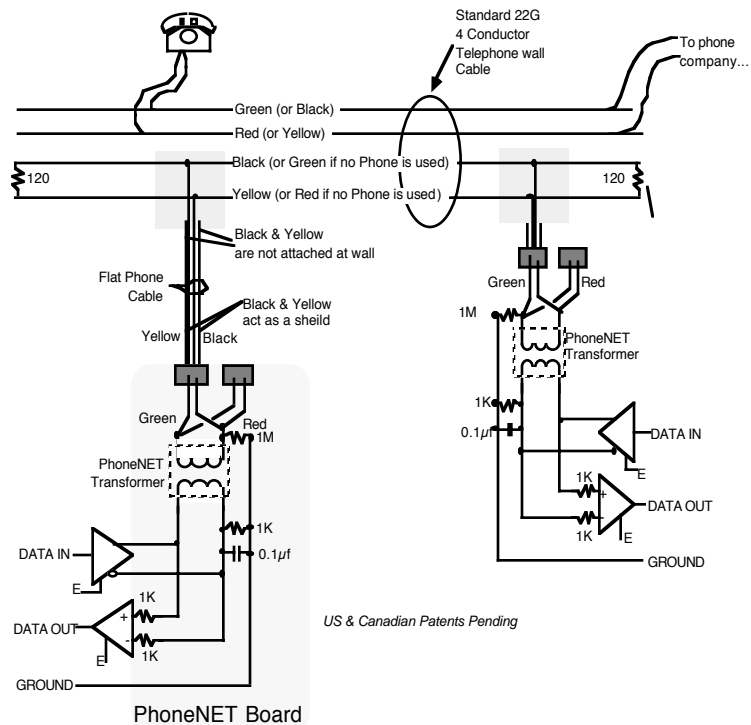 Standard 22G
4 Conductor
Telephone wall
Cable
To phone
company...
Green (or Black)
Red (or Yellow)
Black (or Green if no Phone is used)
120
120
Yellow (or Red if no Phone is used)
Black & Yellow
are not attached at wall
Flat Phone
Cable
Black & Yellow
act as a sheild
Yellow
Black
Green
Red
1M
PhoneNET
Transformer
1K
0.1µf
DATA IN
E
1K
+
-
1K
DATA OUT
E
GROUND
Green
Red
1M
PhoneNET
Transformer
1K
0.1µf
DATA IN
E
1K
+
-
1K
DATA OUT
E
GROUND
US & Canadian Patents Pending
PhoneNET Board